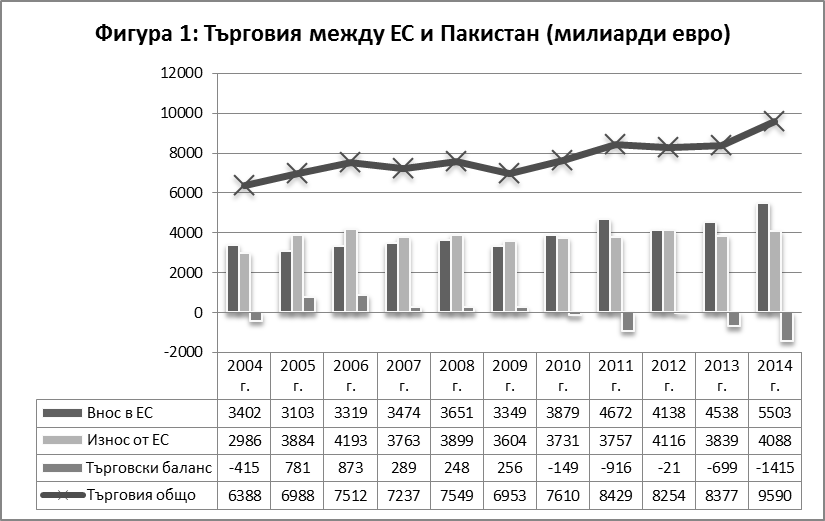 Фигура 1: Търговия между ЕС и Пакистан (милиарди евро)
12000
10000
8000
6000
4000
2000
0
-2000
2004 г. 2005 г. 2006 г. 2007 г. 2008 г. 2009 г. 2010 г. 2011 г. 2012 г. 2013 г. 2014 г.
Внос в ЕС 3402 3103 3319 3474 3651 3349 3879 4672 4138 4538 5503
Износ от ЕС 2986 3884 4193 3763 3899 3604 3731 3757 4116 3839 4088
Търговски баланс -415 781 873 289 248 256 -149 -916 -21 -699 -1415
Търговия общо 6388 6988 7512 7237 7549 6953 7610 8429 8254 8377 9590